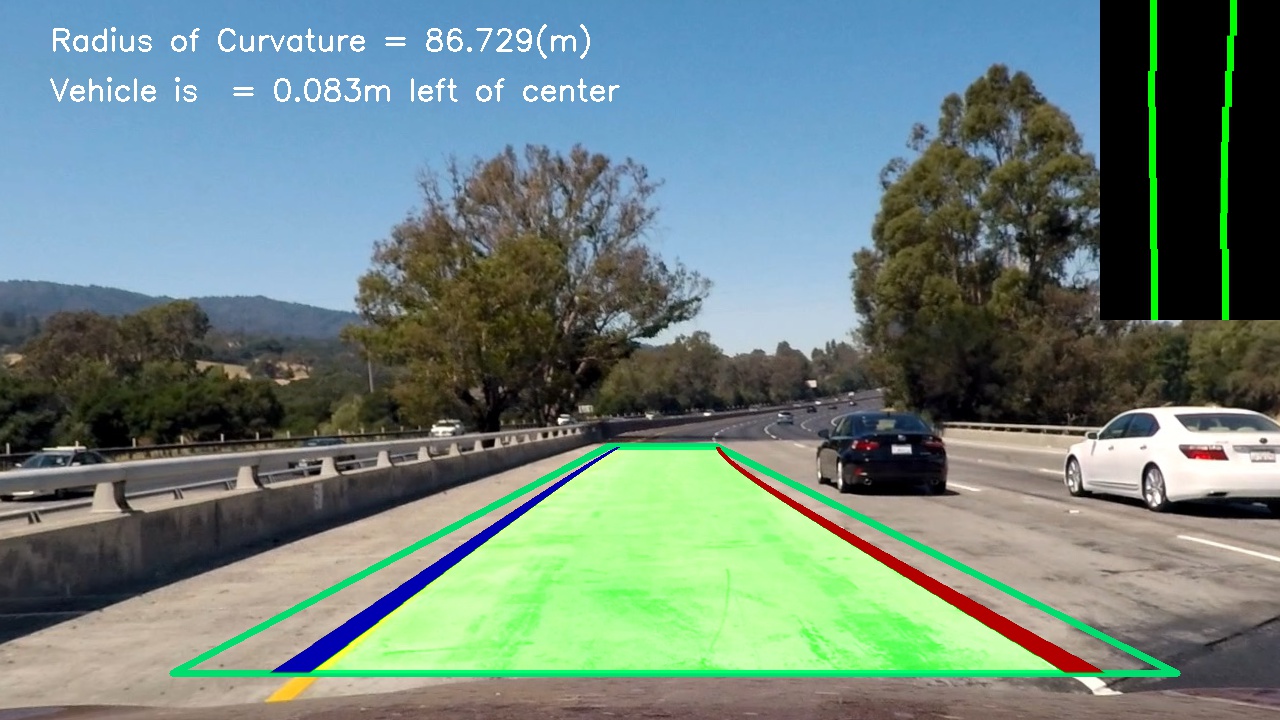 Radius of Curvature = 86.729(m)
Vehicle is = 0.083m left of center